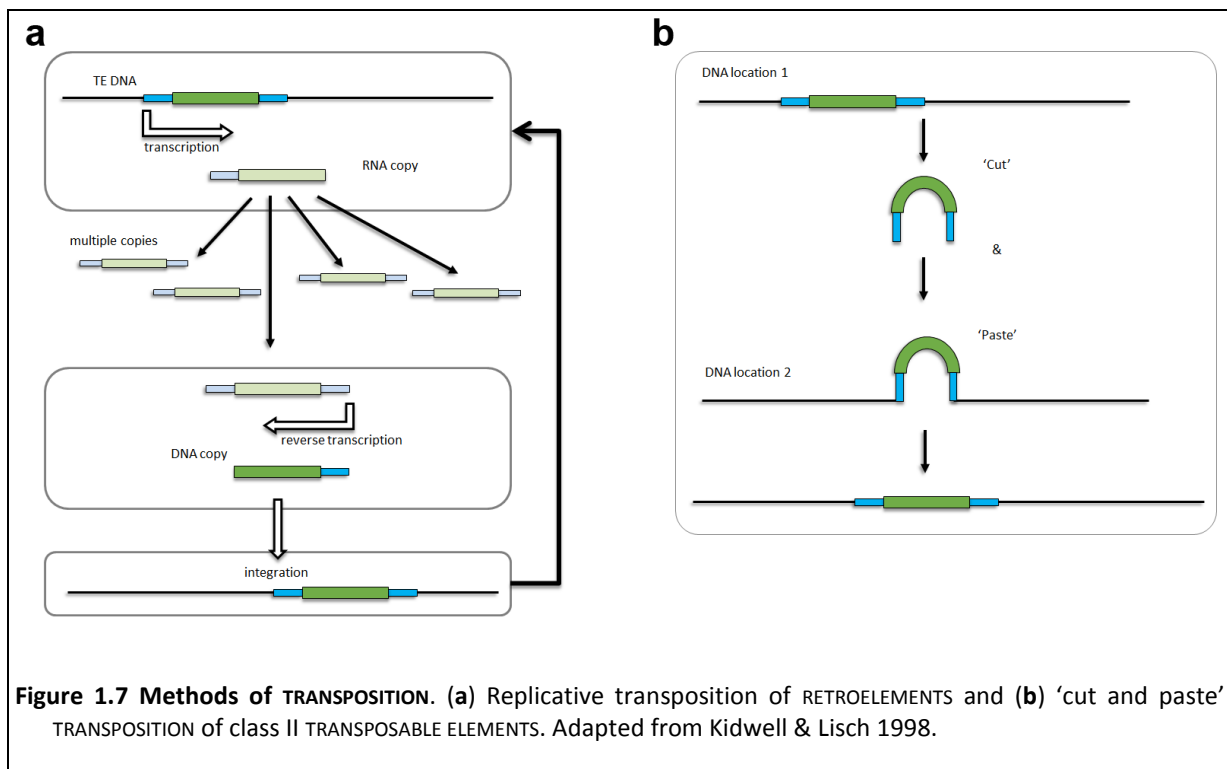 a
TE DNA
transcription
RNA copy
multiple copies
reverse transcription
DNA copy
integration
b
DNA location 1
‘Cut’
&
‘Paste’
DNA location 2
Figure 1.7 Methods of TRANSPOSITION. (a) Replicative transposition of RETROELEMENTS and (b) ‘cut and paste’
TRANSPOSITION of class II TRANSPOSABLE ELEMENTS. Adapted from Kidwell & Lisch 1998.